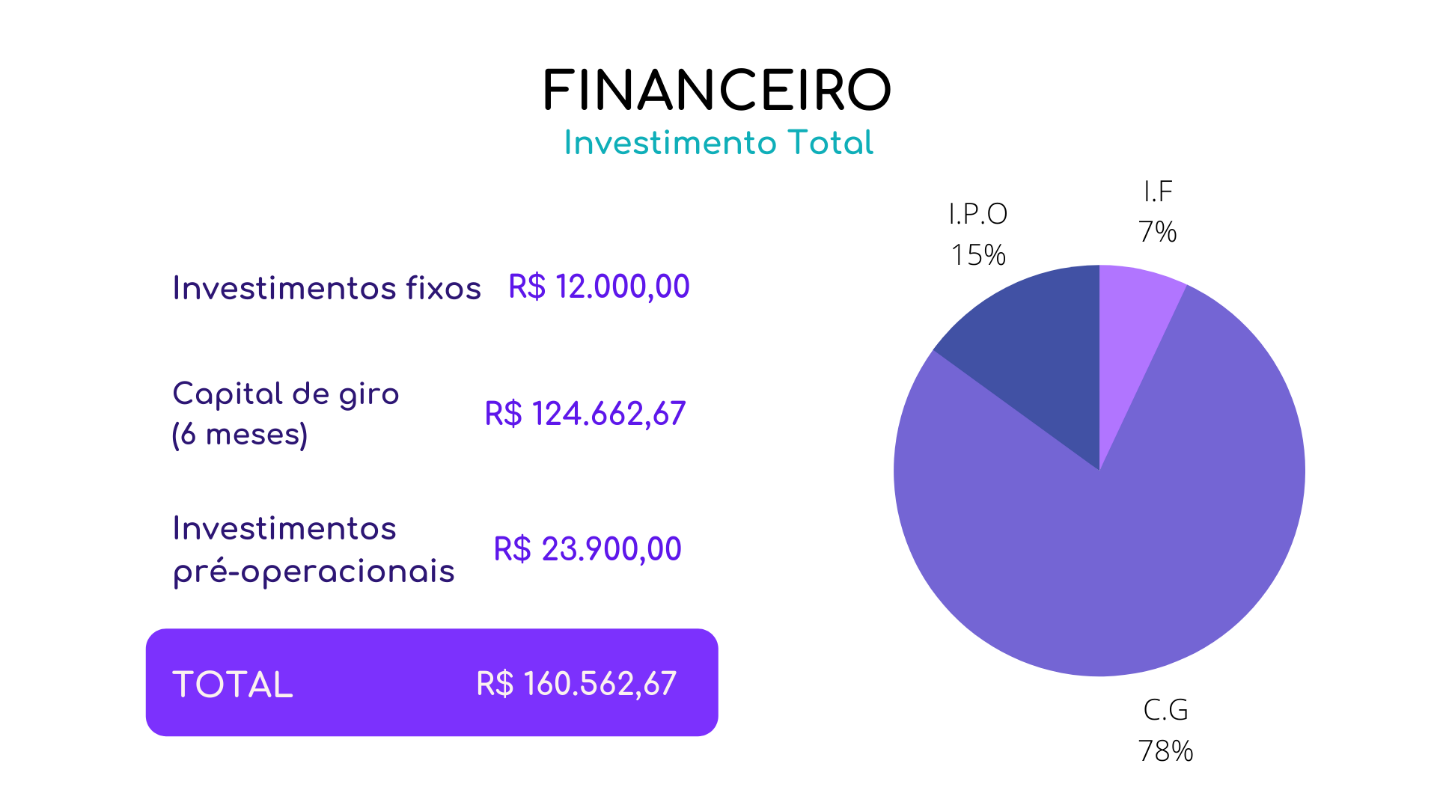 FINANCEIRO
Investimento Total
Investimentos fixos R$ 12.000,00
Capital de giro
(6 meses)
R$ 124.662,67
Investimentos
pré-operacionais
R$ 23.900,00
TOTAL R$ 160.562,67
I.P.O
15%
I.F
7%
C.G
78%